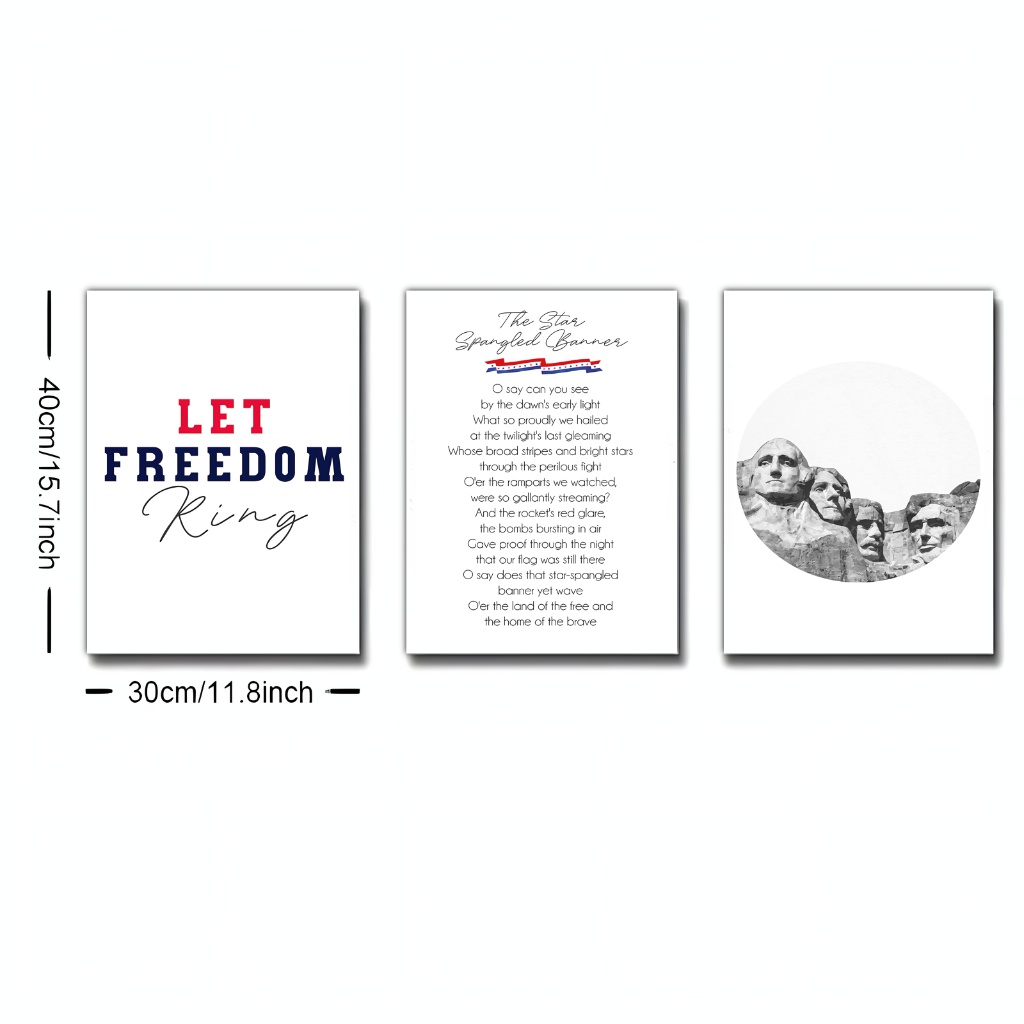 40cm/15.7inch
LET
FREEDOM
Ring
30cm/11.8inch
The Star
Spangled Banner
O say can you see
by the dawn's early light
What so proudly we hailed
at the twilight's last gleaming
Whose broad stripes and bright stars
through the perilous fight
O'er the ramparts we watched,
were so gallantly streaming?
And the rocket's red glare,
the bombs bursting in air
Gave proof through the night
that our flag was still there
O say does that star-spangled
banner yet wave
O'er the land of the free and
the home of the brave